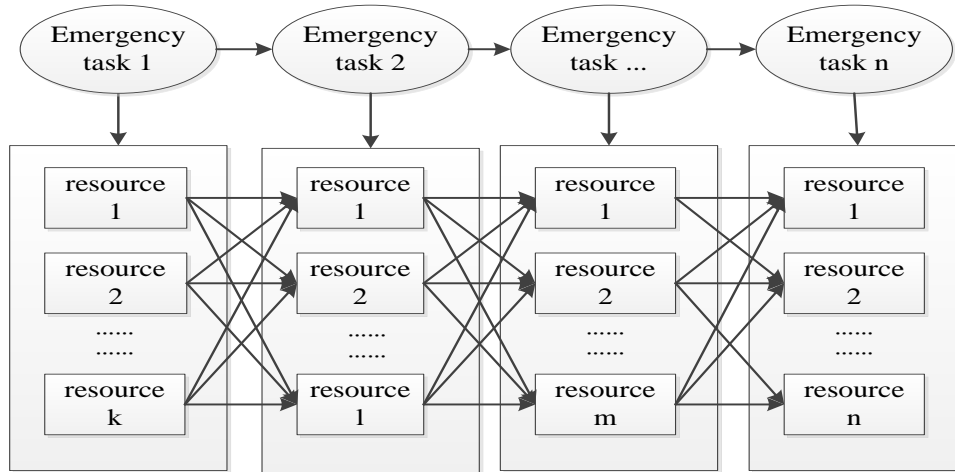 Emergency
task 1
Emergency
task 2
Emergency
task ...
Emergency
task n
resource
1
resource
2
......
......
resource
k
resource
1
resource
2
......
......
resource
l
resource
1
resource
2
......
......
resource
m
resource
1
resource
2
......
......
resource
n